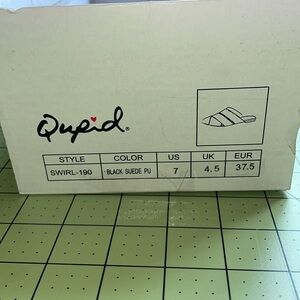 Qupid®
STYLE COLOR US UK EUR
SWIRL-190 BLACK SUEDE PU 7 4.5 37.5